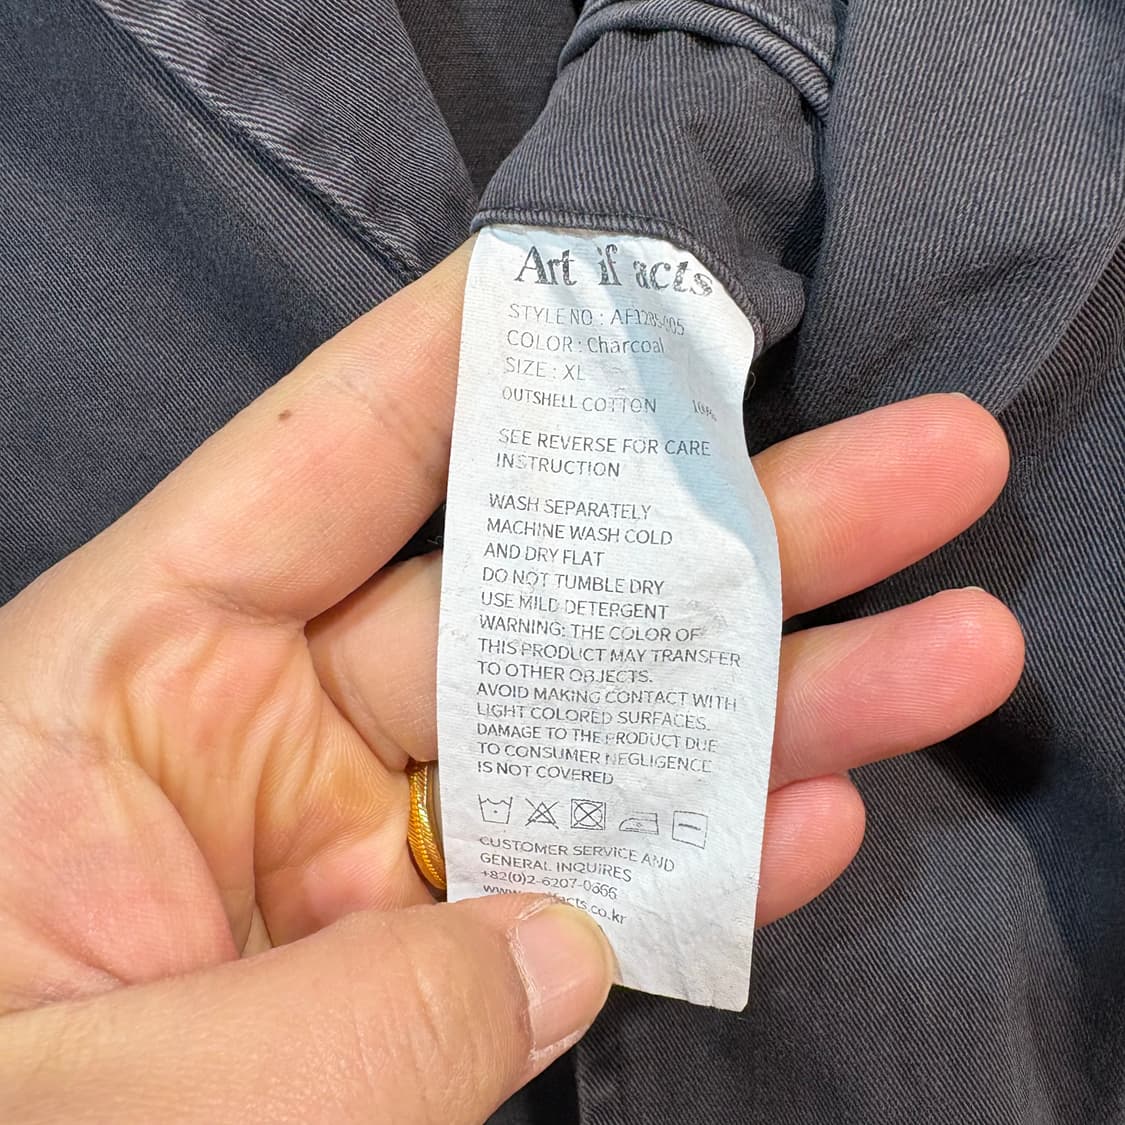 Art if acts
STYLE NO : AF1285-005
COLOR : Charcoal
SIZE : XL
OUTSHELL COTTON
SEE REVERSE FOR CARE
INSTRUCTION
WASH SEPARATELY
MACHINE WASH COLD
AND DRY FLAT
DO NOT TUMBLE DRY
USE MILD DETERGENT
WARNING: THE COLOR OF
THIS PRODUCT MAY TRANSFER
TO OTHER OBJECTS.
AVOID MAKING CONTACT WITH
LIGHT COLORED SURFACES.
DAMAGE TO THE PRODUCT DUE
TO CONSUMER NEGLIGENCE
IS NOT COVERED
CUSTOMER SERVICE AND
GENERAL INQUIRES
+82(0)2-6207-0666